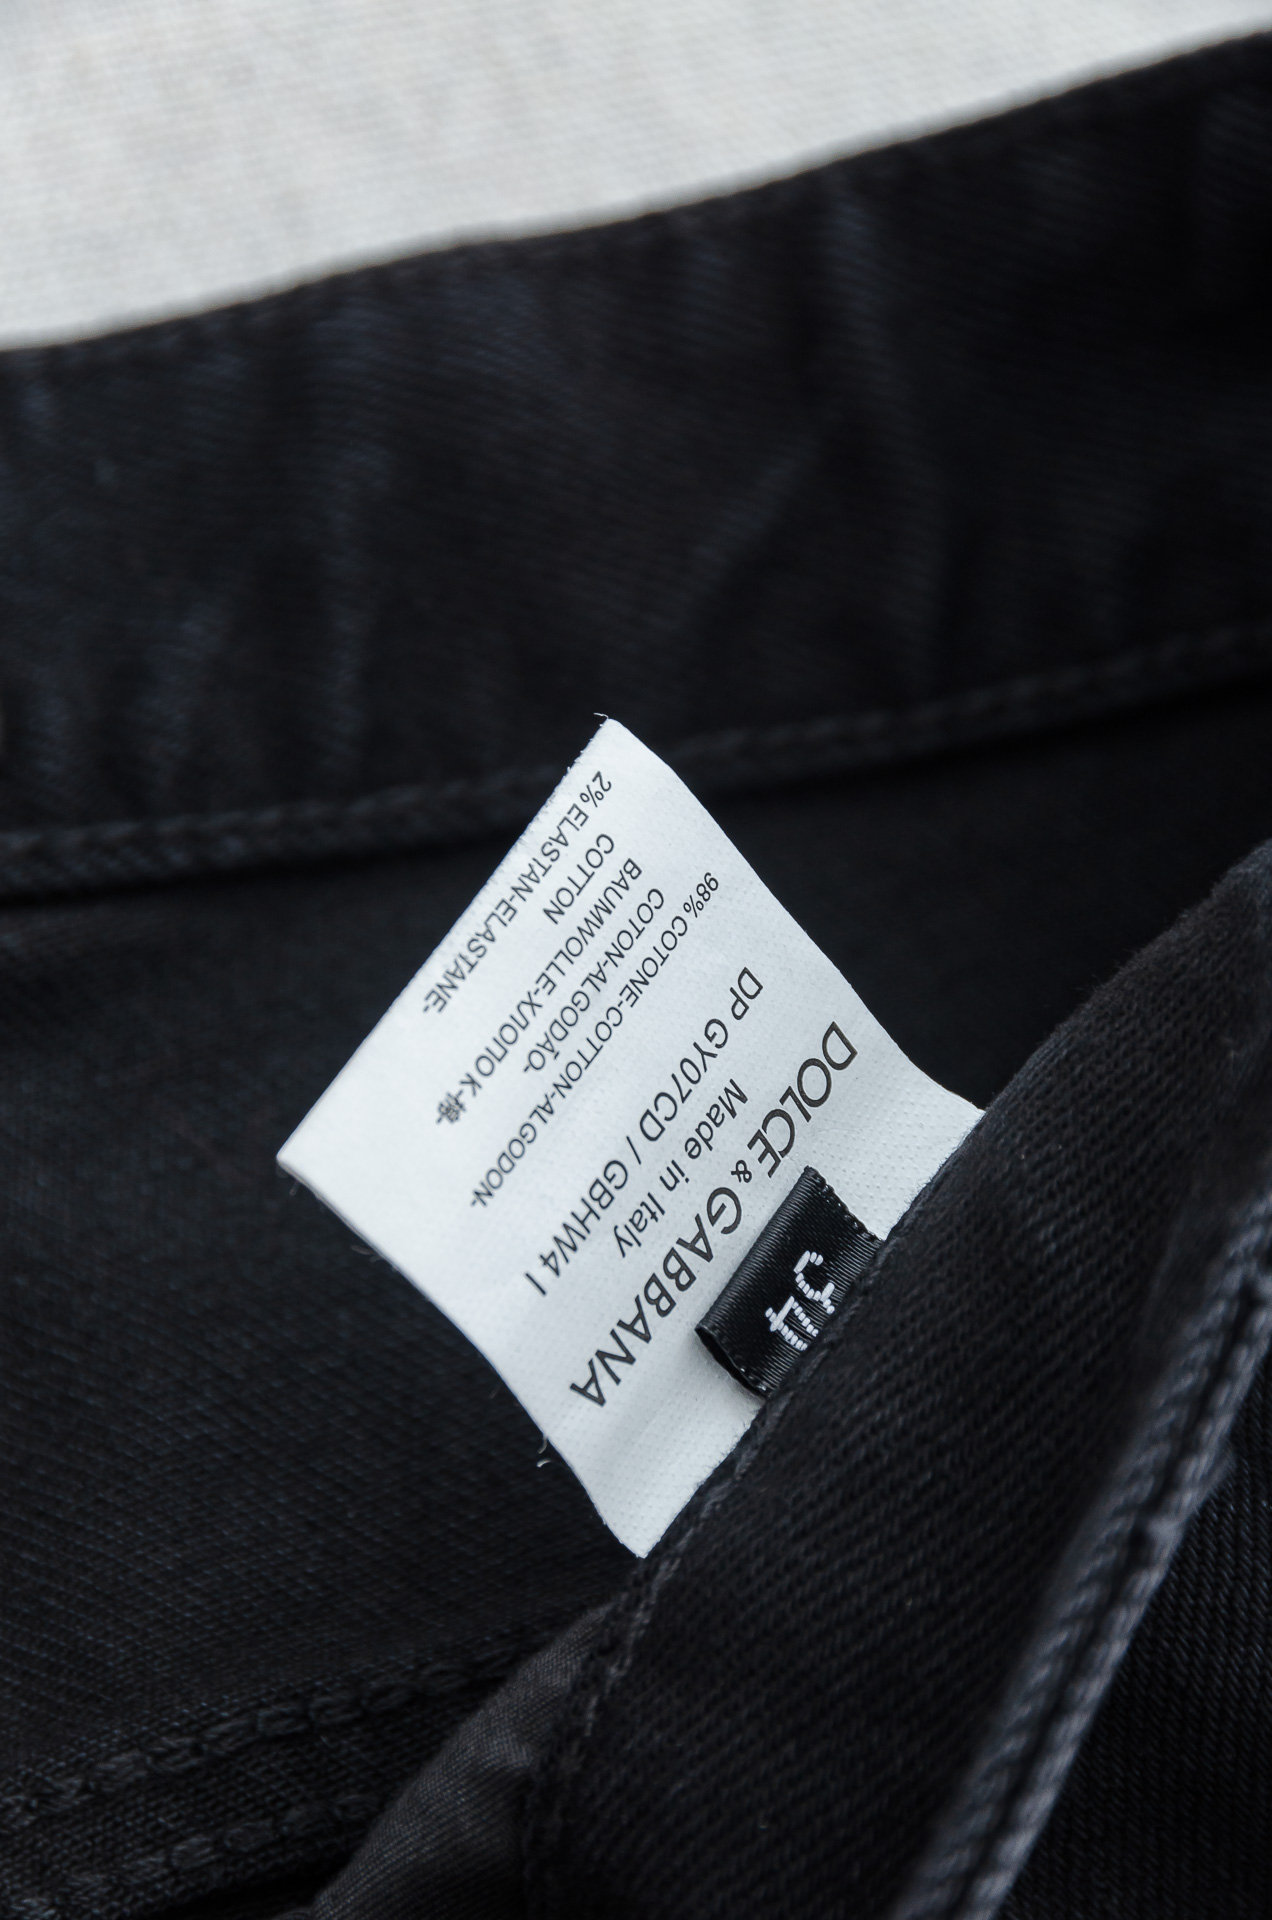 34
DOLCE & GABBANA
Made in Italy
DP GY07CD / GBHW4 I
98% COTONE-COTTON-ALGODON-
COTON-ALGODÃO-
BAUMWOLLE-ХЛОПОК-棉-
COTTON
2% ELASTAN-ELASTANE-